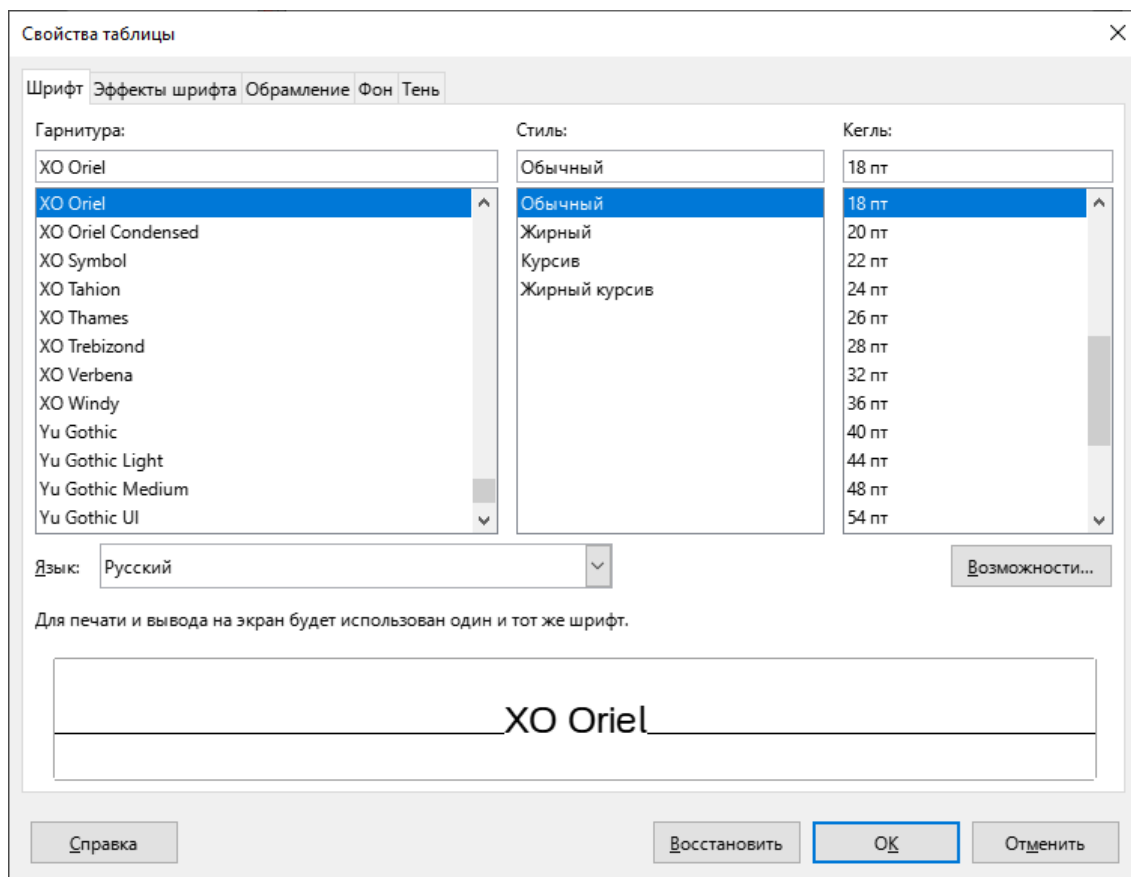 Свойства таблицы
Шрифт Эффекты шрифта Обрамление Фон Тень
Гарнитура: Стиль: Кегль:
XO Oriel Обычный 18 пт
XO Oriel Обычный 18 пт
XO Oriel Condensed Жирный 20 пт
XO Symbol Курсив 22 пт
XO Tahion Жирный курсив 24 пт
XO Thames 26 пт
XO Trebizond 28 пт
XO Verbena 32 пт
XO Windy 36 пт
Yu Gothic 40 пт
Yu Gothic Light 44 пт
Yu Gothic Medium 48 пт
Yu Gothic UI 54 пт
Язык: Русский Возможности...
Для печати и вывода на экран будет использован один и тот же шрифт.
XO Oriel
Справка Восстановить OK Отменить